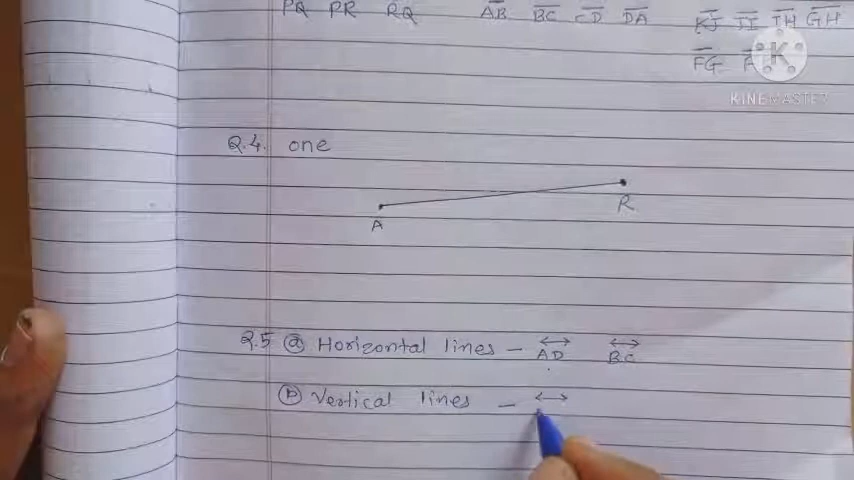 PQ PR RQ AB BC CD DA KJ JI IH GH
FG
K
KINEMASTER
Q.4. one
A R
Q.5 (a) Horizontal lines - AD BC
(b) Vertical lines -